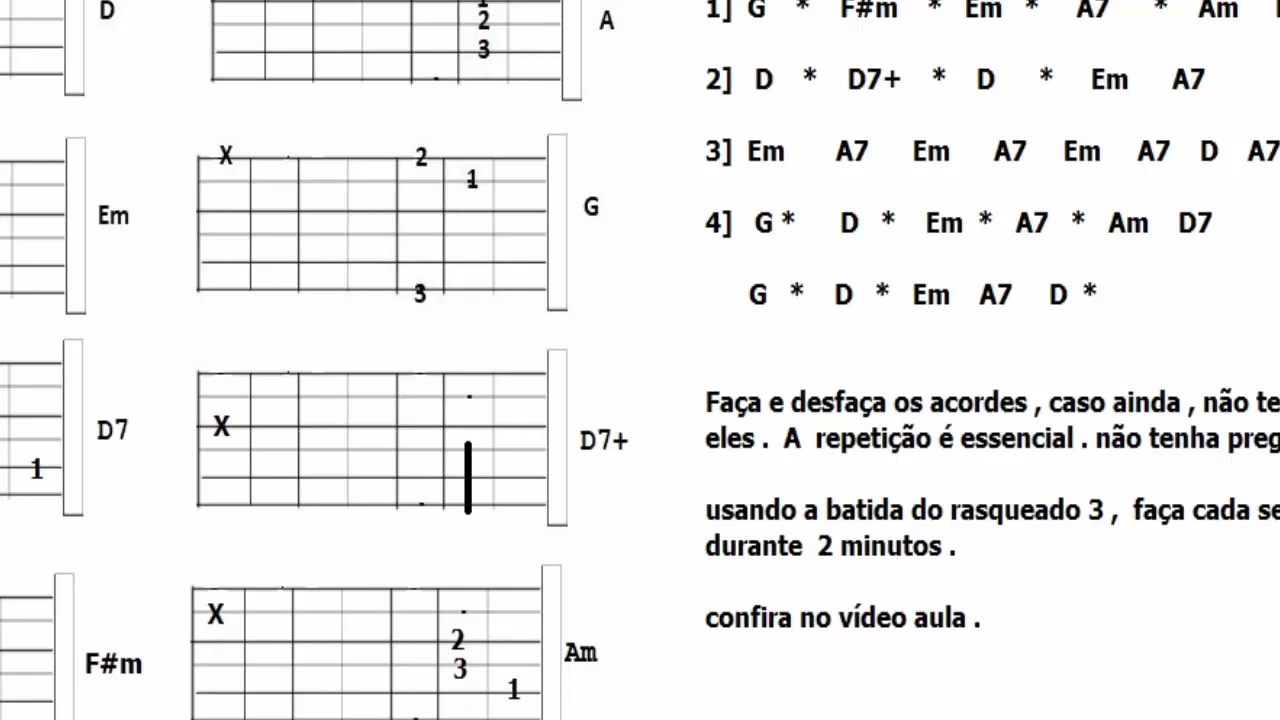 D
1
2
3
A
Em
X
2
1
3
G
D7
1
X
D7+
F#m
X
2
3
1
Am
1] G * F#m * Em * A7 * Am
2] D * D7+ * D * Em A7
3] Em A7 Em A7 Em A7 D A7
4] G * D * Em * A7 * Am D7
G * D * Em A7 D *
Faça e desfaça os acordes , caso ainda , não te
eles . A repetição é essencial . não tenha preg
usando a batida do rasqueado 3 , faça cada se
durante 2 minutos .
confira no vídeo aula .